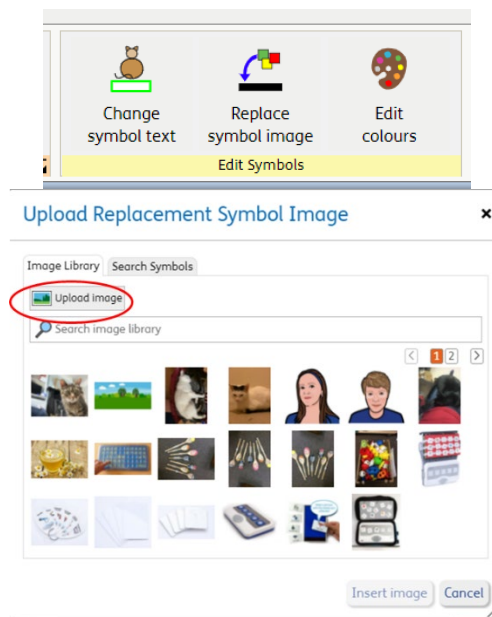 Change
symbol text
Replace
symbol image
Edit
colours
Edit Symbols
Upload Replacement Symbol Image
Image Library
Search Symbols
Upload image
Search image library
1 2
Insert image
Cancel